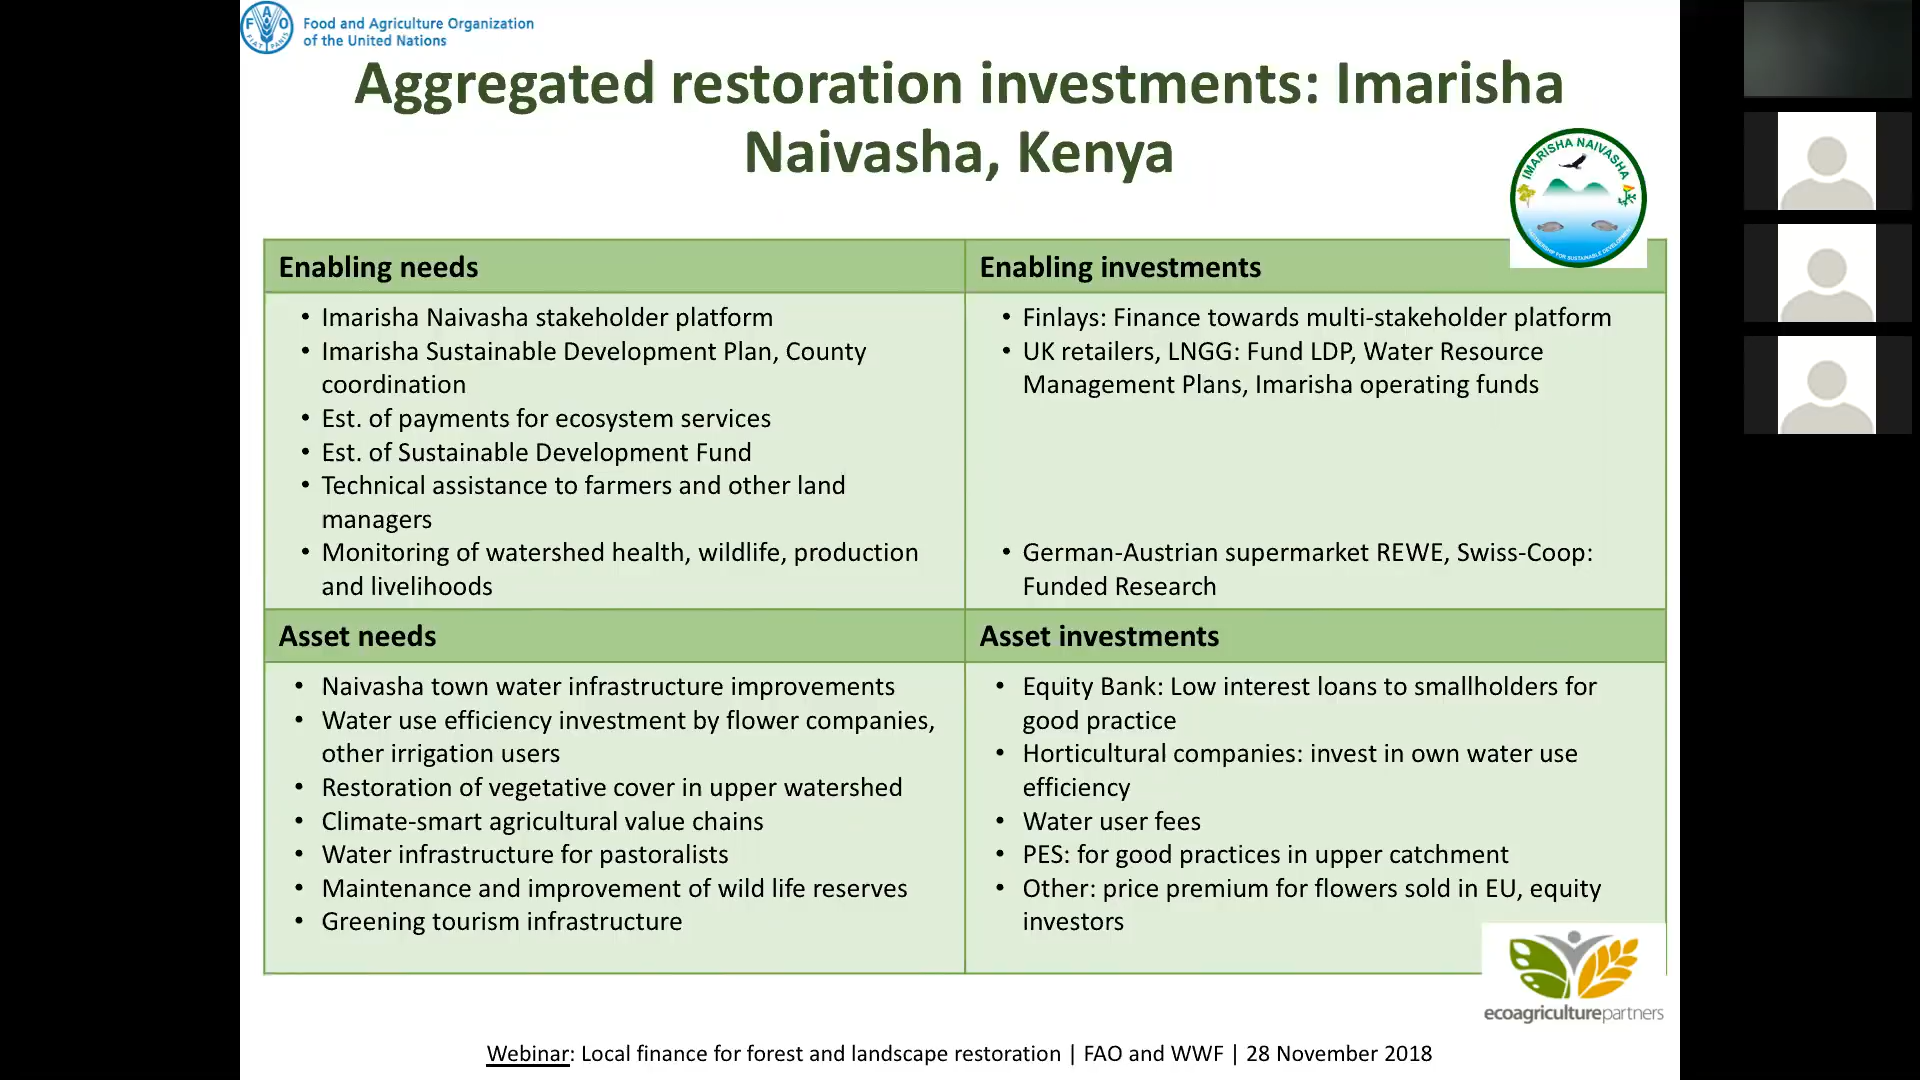 Food and Agriculture Organization
of the United Nations
Aggregated restoration investments: Imarisha
Naivasha, Kenya
IMARISHA NAIVASHA
PARTNERSHIP FOR SUSTAINABLE DEVELOPMENT
Enabling needs
• Imarisha Naivasha stakeholder platform
• Imarisha Sustainable Development Plan, County
coordination
• Est. of payments for ecosystem services
• Est. of Sustainable Development Fund
• Technical assistance to farmers and other land
managers
• Monitoring of watershed health, wildlife, production
and livelihoods
Enabling investments
• Finlays: Finance towards multi-stakeholder platform
• UK retailers, LNGG: Fund LDP, Water Resource
Management Plans, Imarisha operating funds
• German-Austrian supermarket REWE, Swiss-Coop:
Funded Research
Asset needs
• Naivasha town water infrastructure improvements
• Water use efficiency investment by flower companies,
other irrigation users
• Restoration of vegetative cover in upper watershed
• Climate-smart agricultural value chains
• Water infrastructure for pastoralists
• Maintenance and improvement of wild life reserves
• Greening tourism infrastructure
Asset investments
• Equity Bank: Low interest loans to smallholders for
good practice
• Horticultural companies: invest in own water use
efficiency
• Water user fees
• PES: for good practices in upper catchment
• Other: price premium for flowers sold in EU, equity
investors
ecoagriculturepartners
Webinar: Local finance for forest and landscape restoration | FAO and WWF | 28 November 2018